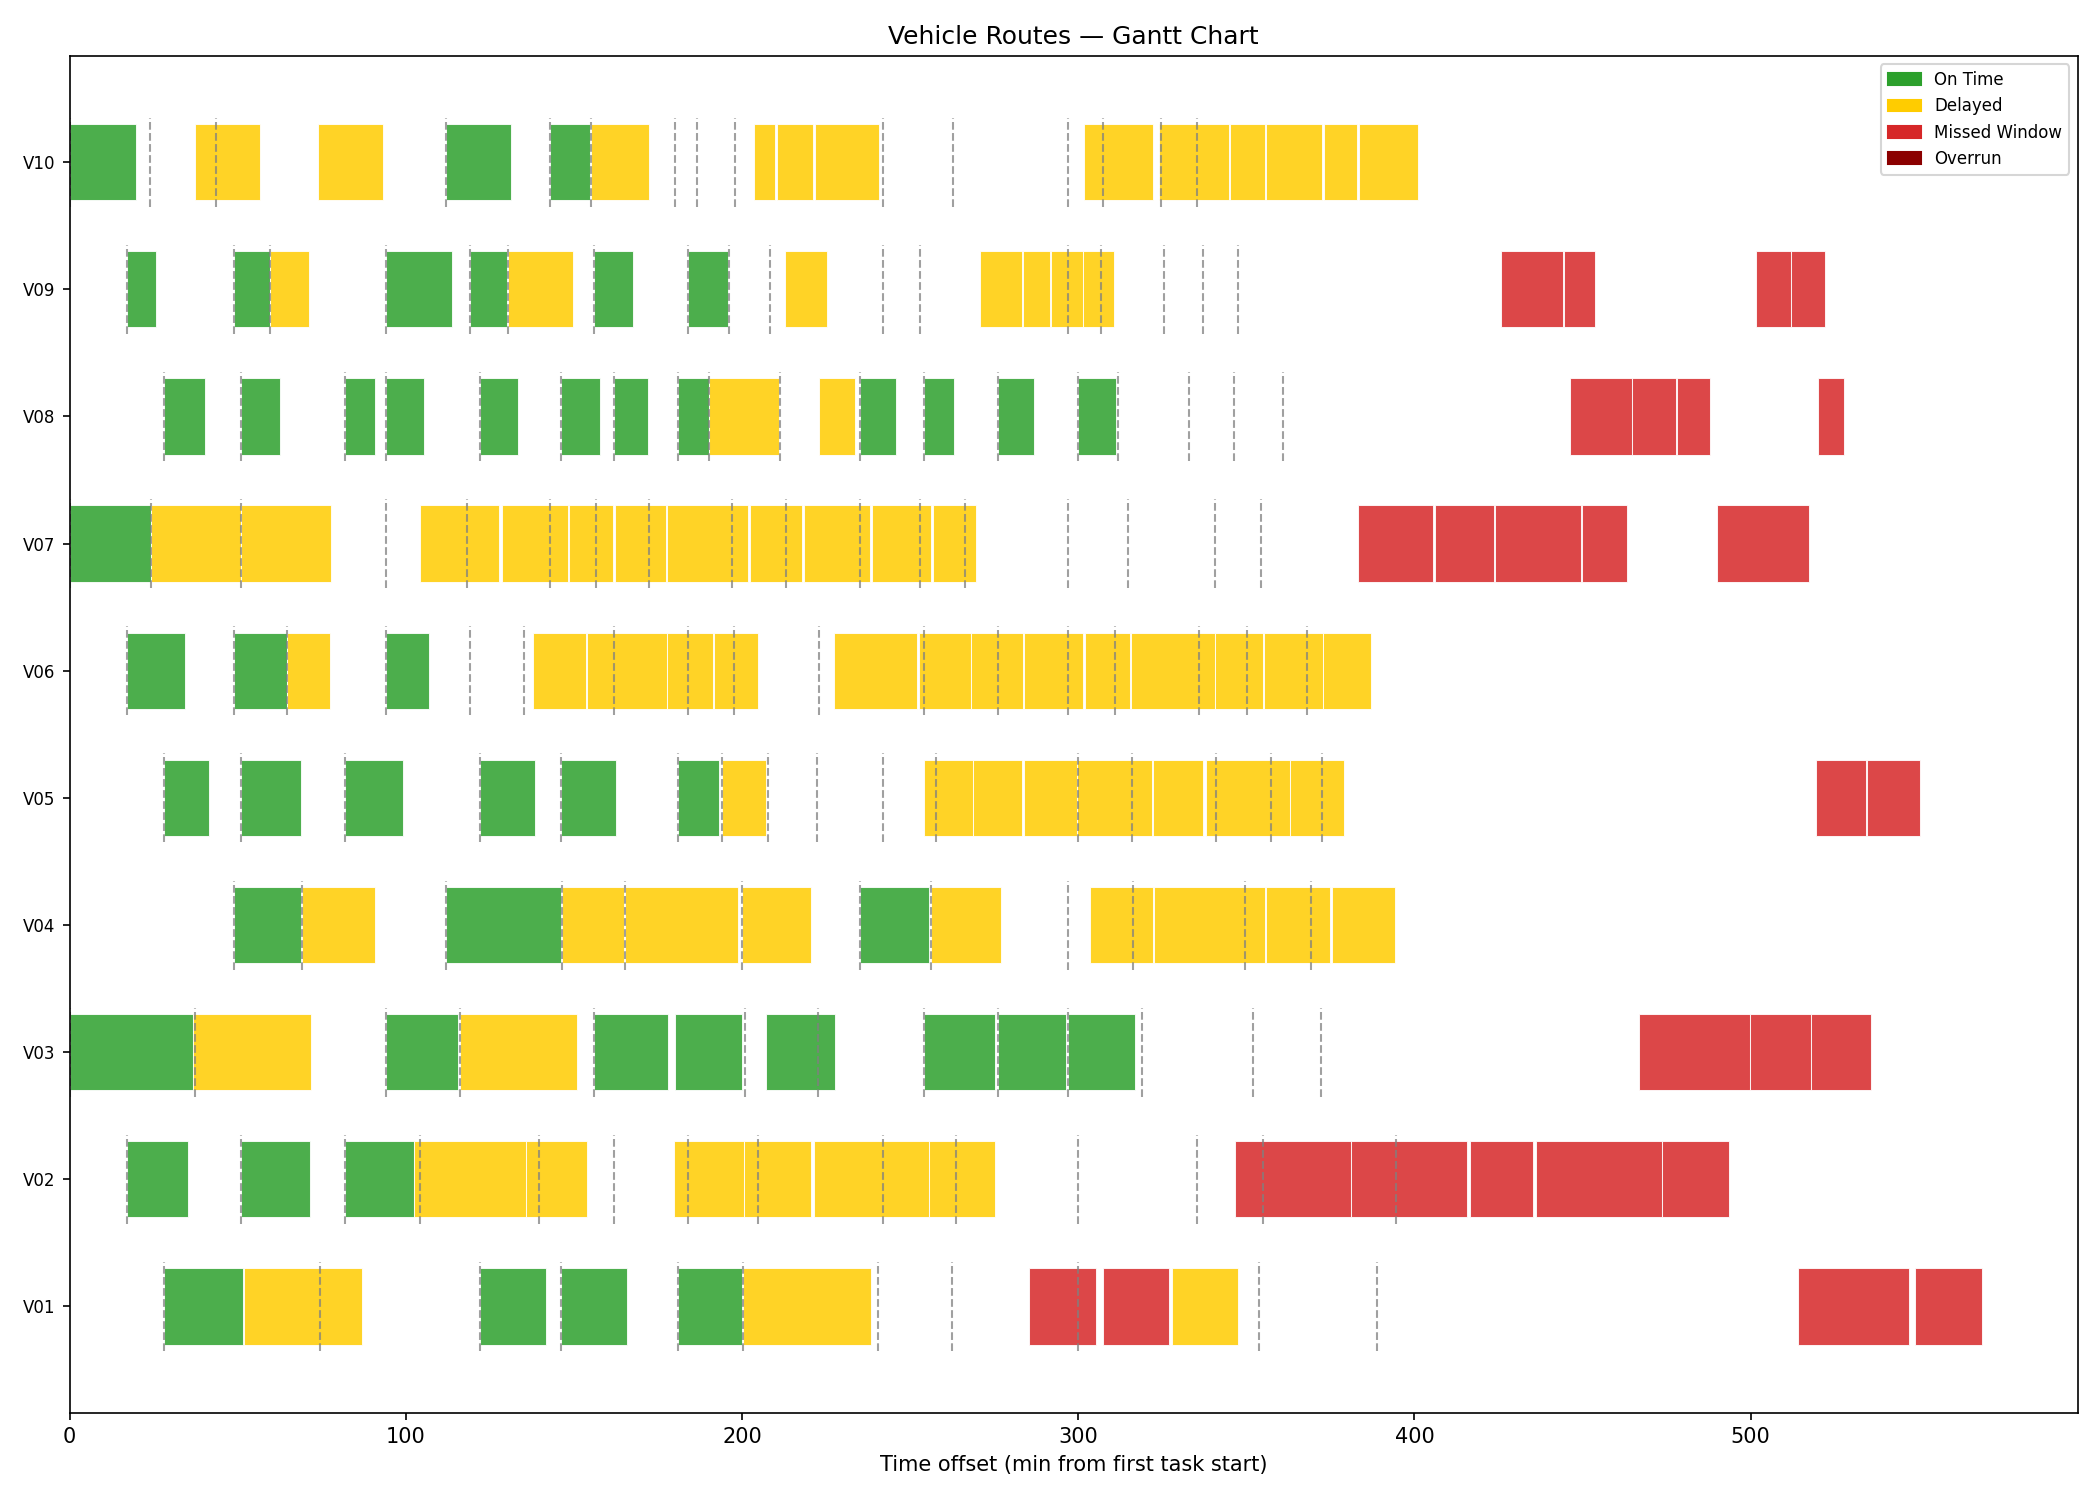 Vehicle Routes — Gantt Chart
On Time
Delayed
Missed Window
Overrun
V10
V09
V08
V07
V06
V05
V04
V03
V02
V01
0 100 200 300 400 500
Time offset (min from first task start)